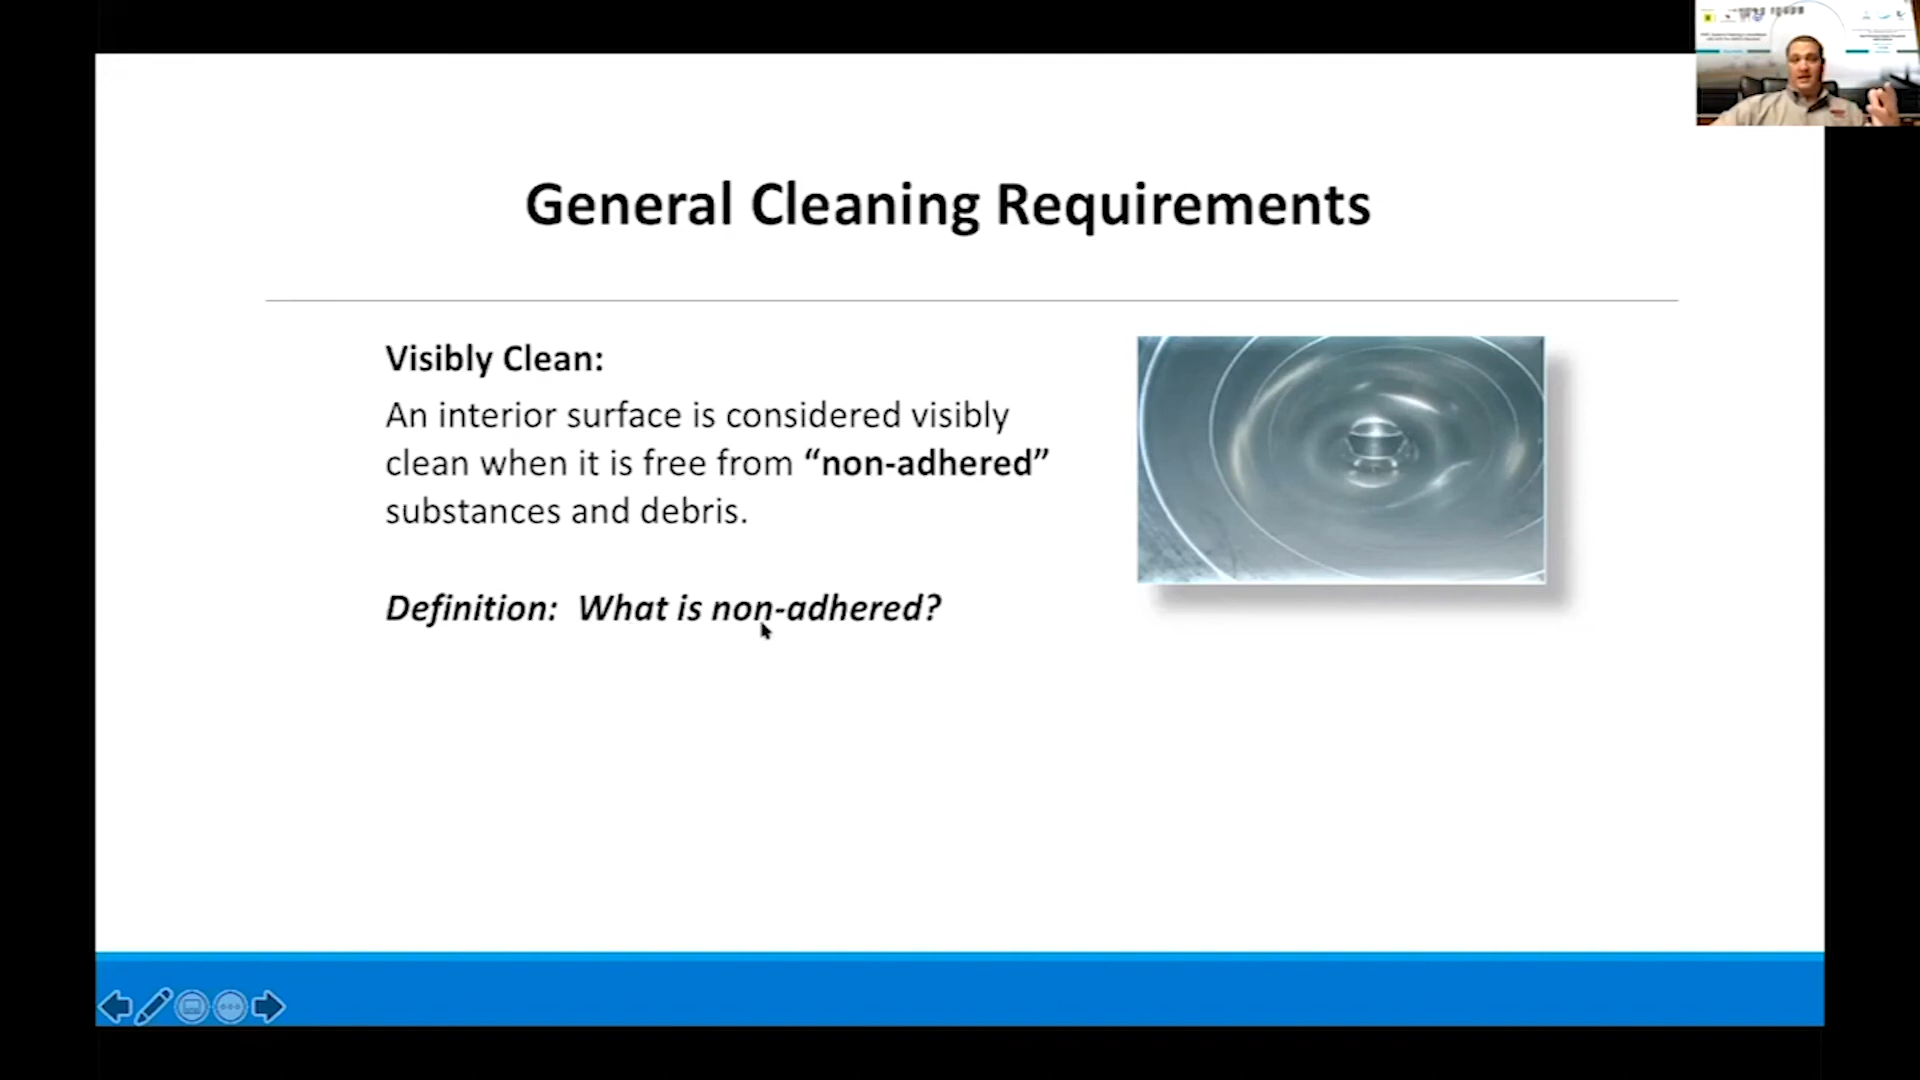 General Cleaning Requirements
Visibly Clean:
An interior surface is considered visibly
clean when it is free from “non-adhered”
substances and debris.
Definition: What is non-adhered?